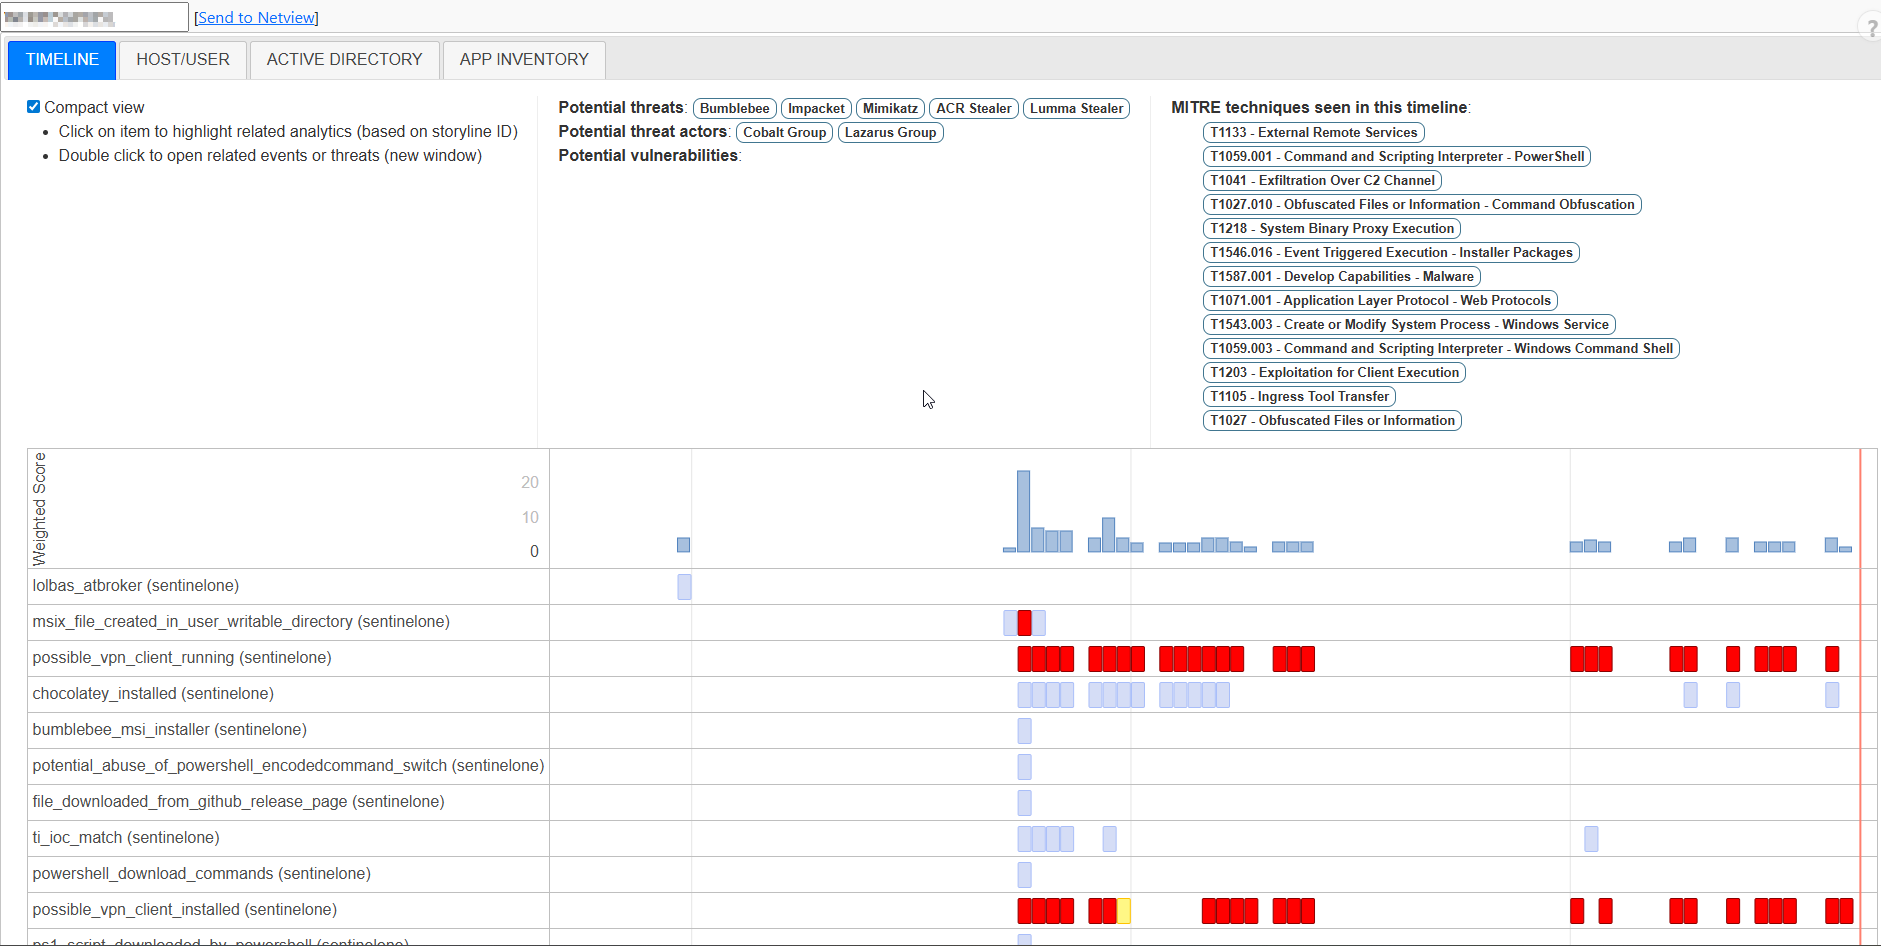 [Send to Netview]
?
TIMELINE
HOST/USER
ACTIVE DIRECTORY
APP INVENTORY
Compact view
• Click on item to highlight related analytics (based on storyline ID)
• Double click to open related events or threats (new window)
Potential threats: Bumblebee Impacket Mimikatz ACR Stealer Lumma Stealer
Potential threat actors: Cobalt Group Lazarus Group
Potential vulnerabilities:
MITRE techniques seen in this timeline:
T1133 - External Remote Services
T1059.001 - Command and Scripting Interpreter - PowerShell
T1041 - Exfiltration Over C2 Channel
T1027.010 - Obfuscated Files or Information - Command Obfuscation
T1218 - System Binary Proxy Execution
T1546.016 - Event Triggered Execution - Installer Packages
T1587.001 - Develop Capabilities - Malware
T1071.001 - Application Layer Protocol - Web Protocols
T1543.003 - Create or Modify System Process - Windows Service
T1059.003 - Command and Scripting Interpreter - Windows Command Shell
T1203 - Exploitation for Client Execution
T1105 - Ingress Tool Transfer
T1027 - Obfuscated Files or Information
Weighted Score
20
10
0
lolbas_atbroker (sentinelone)
msix_file_created_in_user_writable_directory (sentinelone)
possible_vpn_client_running (sentinelone)
chocolatey_installed (sentinelone)
bumblebee_msi_installer (sentinelone)
potential_abuse_of_powershell_encodedcommand_switch (sentinelone)
file_downloaded_from_github_release_page (sentinelone)
ti_ioc_match (sentinelone)
powershell_download_commands (sentinelone)
possible_vpn_client_installed (sentinelone)
ps1_script_downloaded_by_powershell (sentinelone)